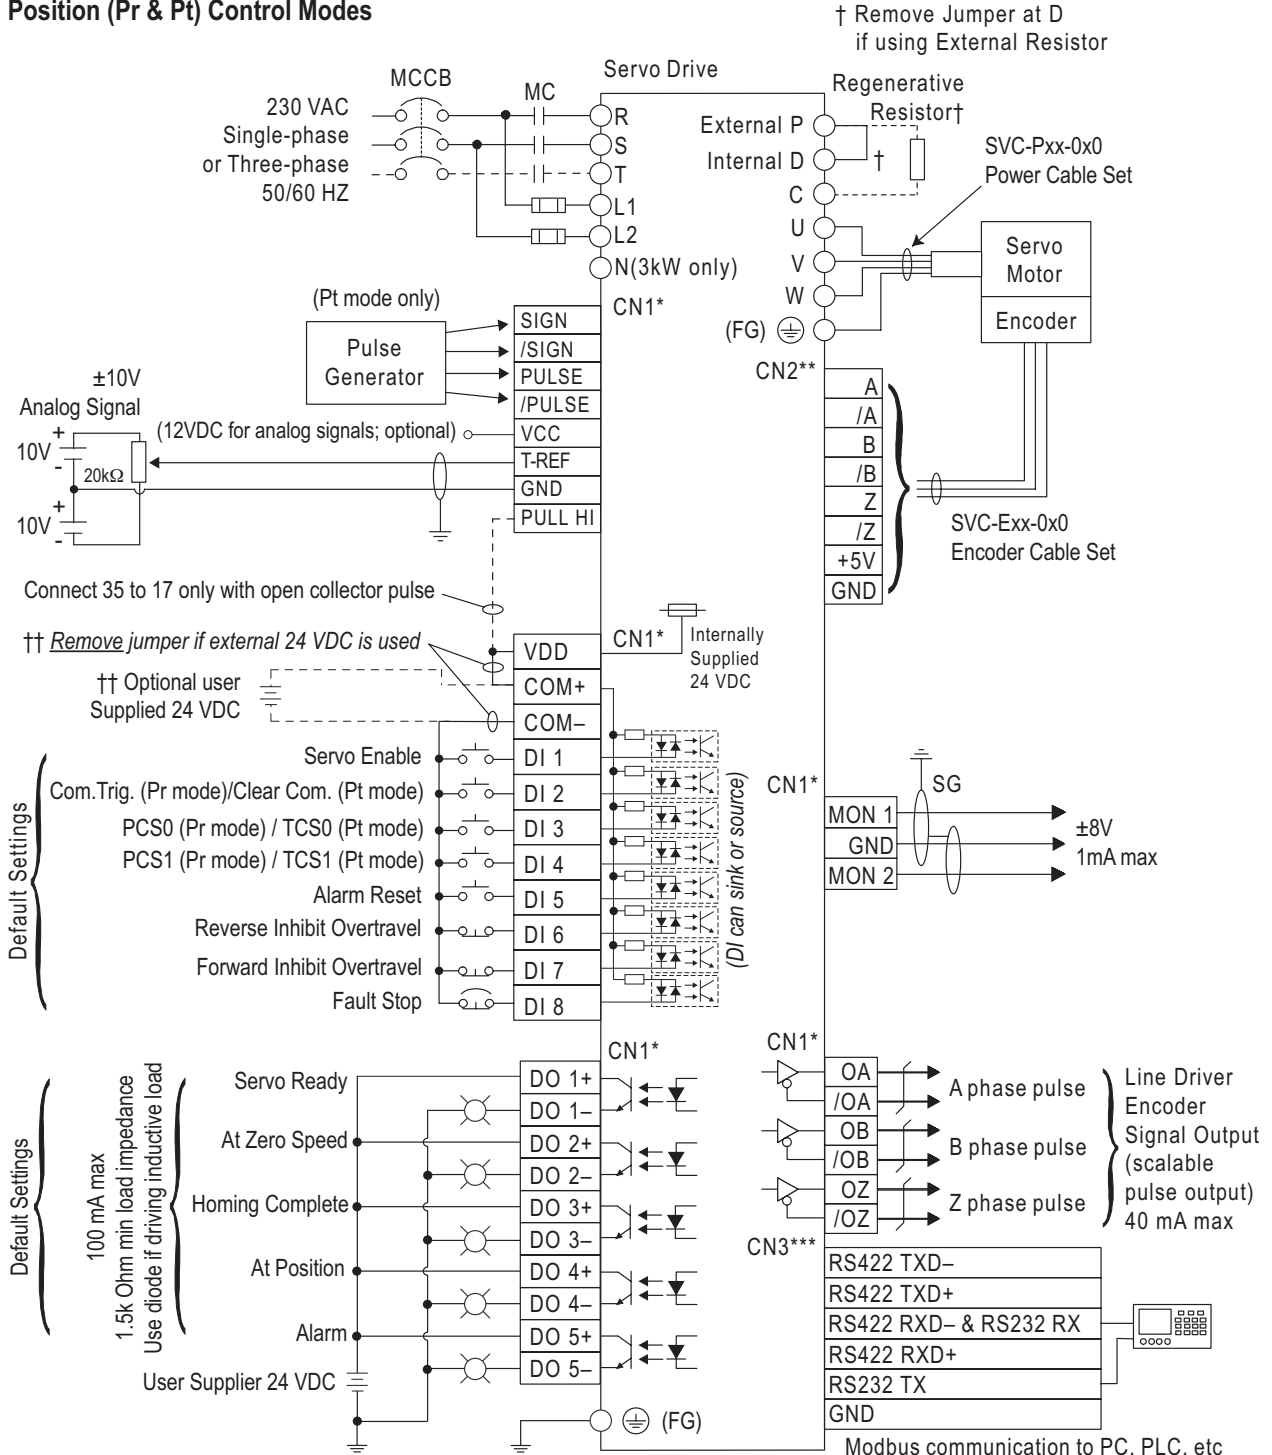 Position (Pr & Pt) Control Modes
† Remove Jumper at D
if using External Resistor
MCCB
MC
Servo Drive
230 VAC
Single-phase
or Three-phase
50/60 HZ
R
S
T
L1
L2
N(3kW only)
External P
Internal D
C
U
V
W
(FG)
Regenerative
Resistor†
†
SVC-Pxx-0x0
Power Cable Set
Servo
Motor
Encoder
(Pt mode only)
Pulse
Generator
CN1*
SIGN
/SIGN
PULSE
/PULSE
VCC
T-REF
GND
PULL HI
±10V
Analog Signal
(12VDC for analog signals; optional)
+
10V
-
20kΩ
+
10V
-
CN2**
A
/A
B
/B
Z
/Z
+5V
GND
SVC-Exx-0x0
Encoder Cable Set
Connect 35 to 17 only with open collector pulse
†† Remove jumper if external 24 VDC is used
†† Optional user
Supplied 24 VDC
CN1*
Internally
Supplied
24 VDC
VDD
COM+
COM–
DI 1
DI 2
DI 3
DI 4
DI 5
DI 6
DI 7
DI 8
Default Settings
Servo Enable
Com.Trig. (Pr mode)/Clear Com. (Pt mode)
PCS0 (Pr mode) / TCS0 (Pt mode)
PCS1 (Pr mode) / TCS1 (Pt mode)
Alarm Reset
Reverse Inhibit Overtravel
Forward Inhibit Overtravel
Fault Stop
(DI can sink or source)
CN1*
SG
MON 1
GND
MON 2
±8V
1mA max
CN1*
DO 1+
DO 1–
DO 2+
DO 2–
DO 3+
DO 3–
DO 4+
DO 4–
DO 5+
DO 5–
Default Settings
100 mA max
1.5k Ohm min load impedance
Use diode if driving inductive load
Servo Ready
At Zero Speed
Homing Complete
At Position
Alarm
User Supplier 24 VDC
(FG)
CN1*
OA
/OA
OB
/OB
OZ
/OZ
A phase pulse
B phase pulse
Z phase pulse
Line Driver
Encoder
Signal Output
(scalable
pulse output)
40 mA max
CN3***
RS422 TXD–
RS422 TXD+
RS422 RXD– & RS232 RX
RS422 RXD+
RS232 TX
GND
Modbus communication to PC, PLC, etc